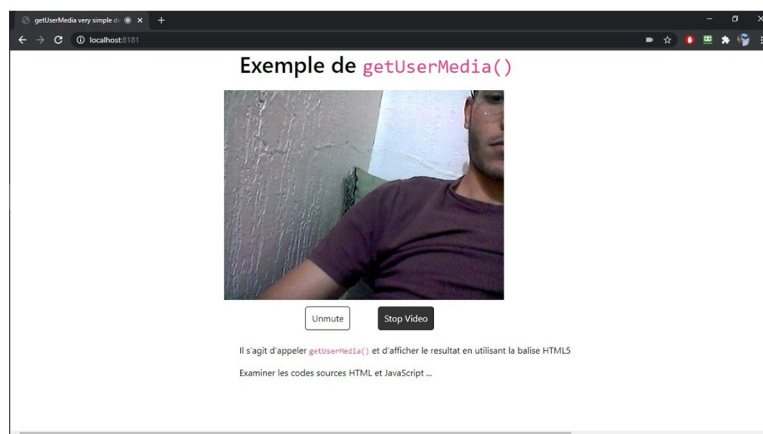 getUserMedia very simple de
localhost:8181
Exemple de getUserMedia()
Unmute
Stop Video
Il s'agit d'appeler getUserMedia() et d'afficher le resultat en utilisant la balise HTML5
Examiner les codes sources HTML et JavaScript ...